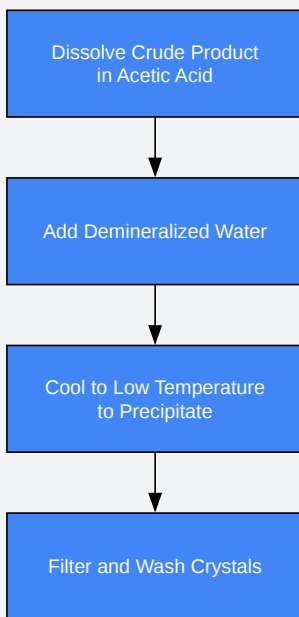 Dissolve Crude Product
in Acetic Acid
Add Demineralized Water
Cool to Low Temperature
to Precipitate
Filter and Wash Crystals